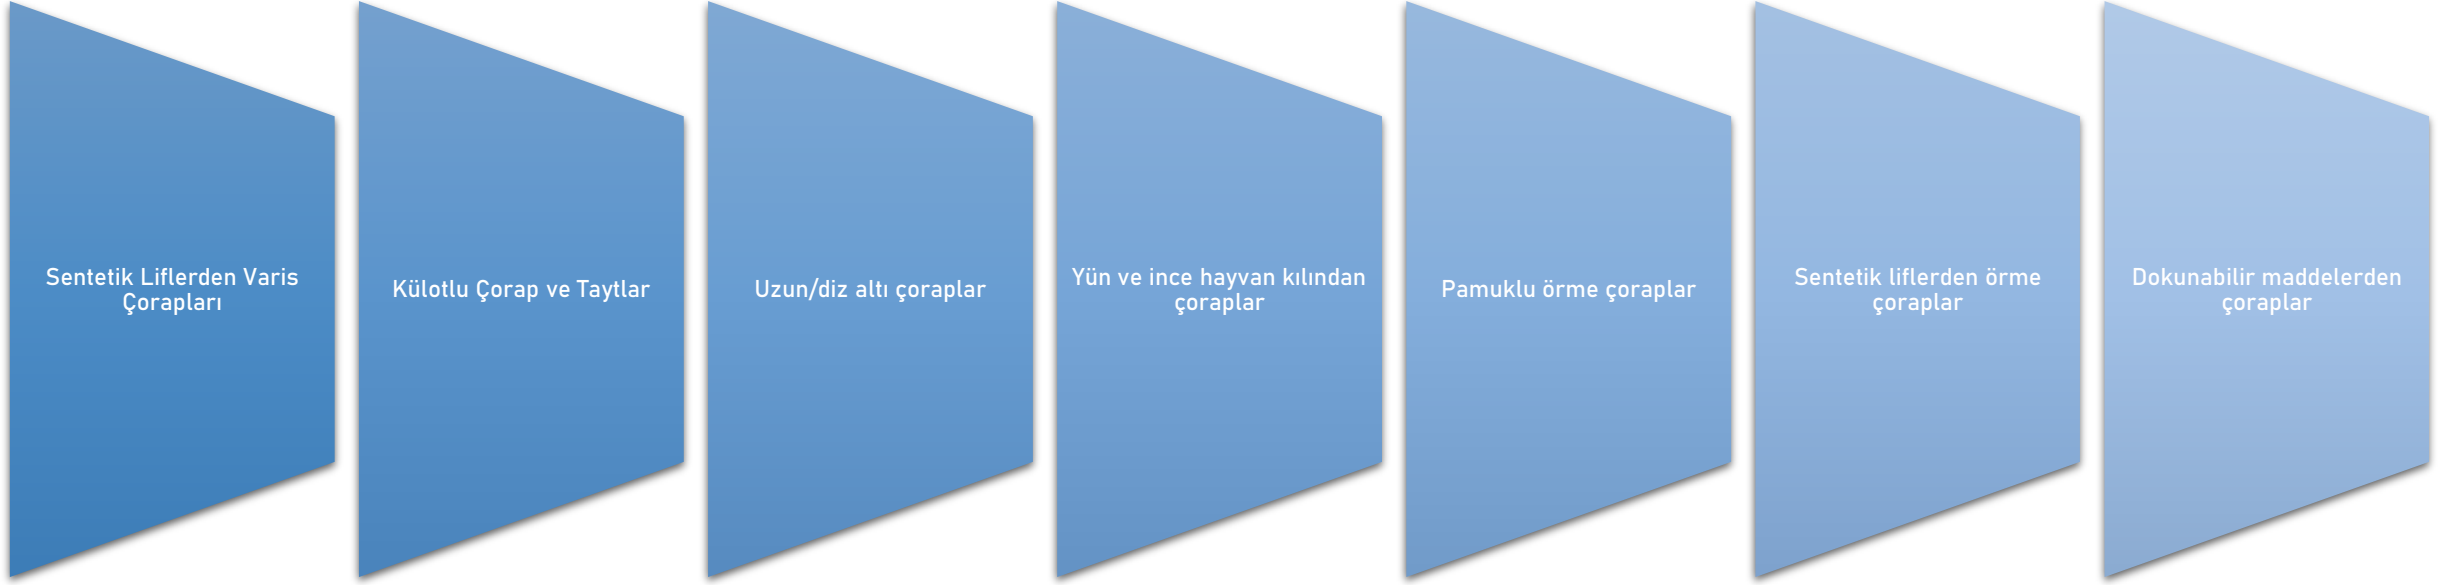 Sentetik Liflerden Varis
Çorapları
Külotlu Çorap ve Taytlar
Uzun/diz altı çoraplar
Yün ve ince hayvan kılından
çoraplar
Pamuklu örme çoraplar
Sentetik liflerden örme
çoraplar
Dokunabilir maddelerden
çoraplar